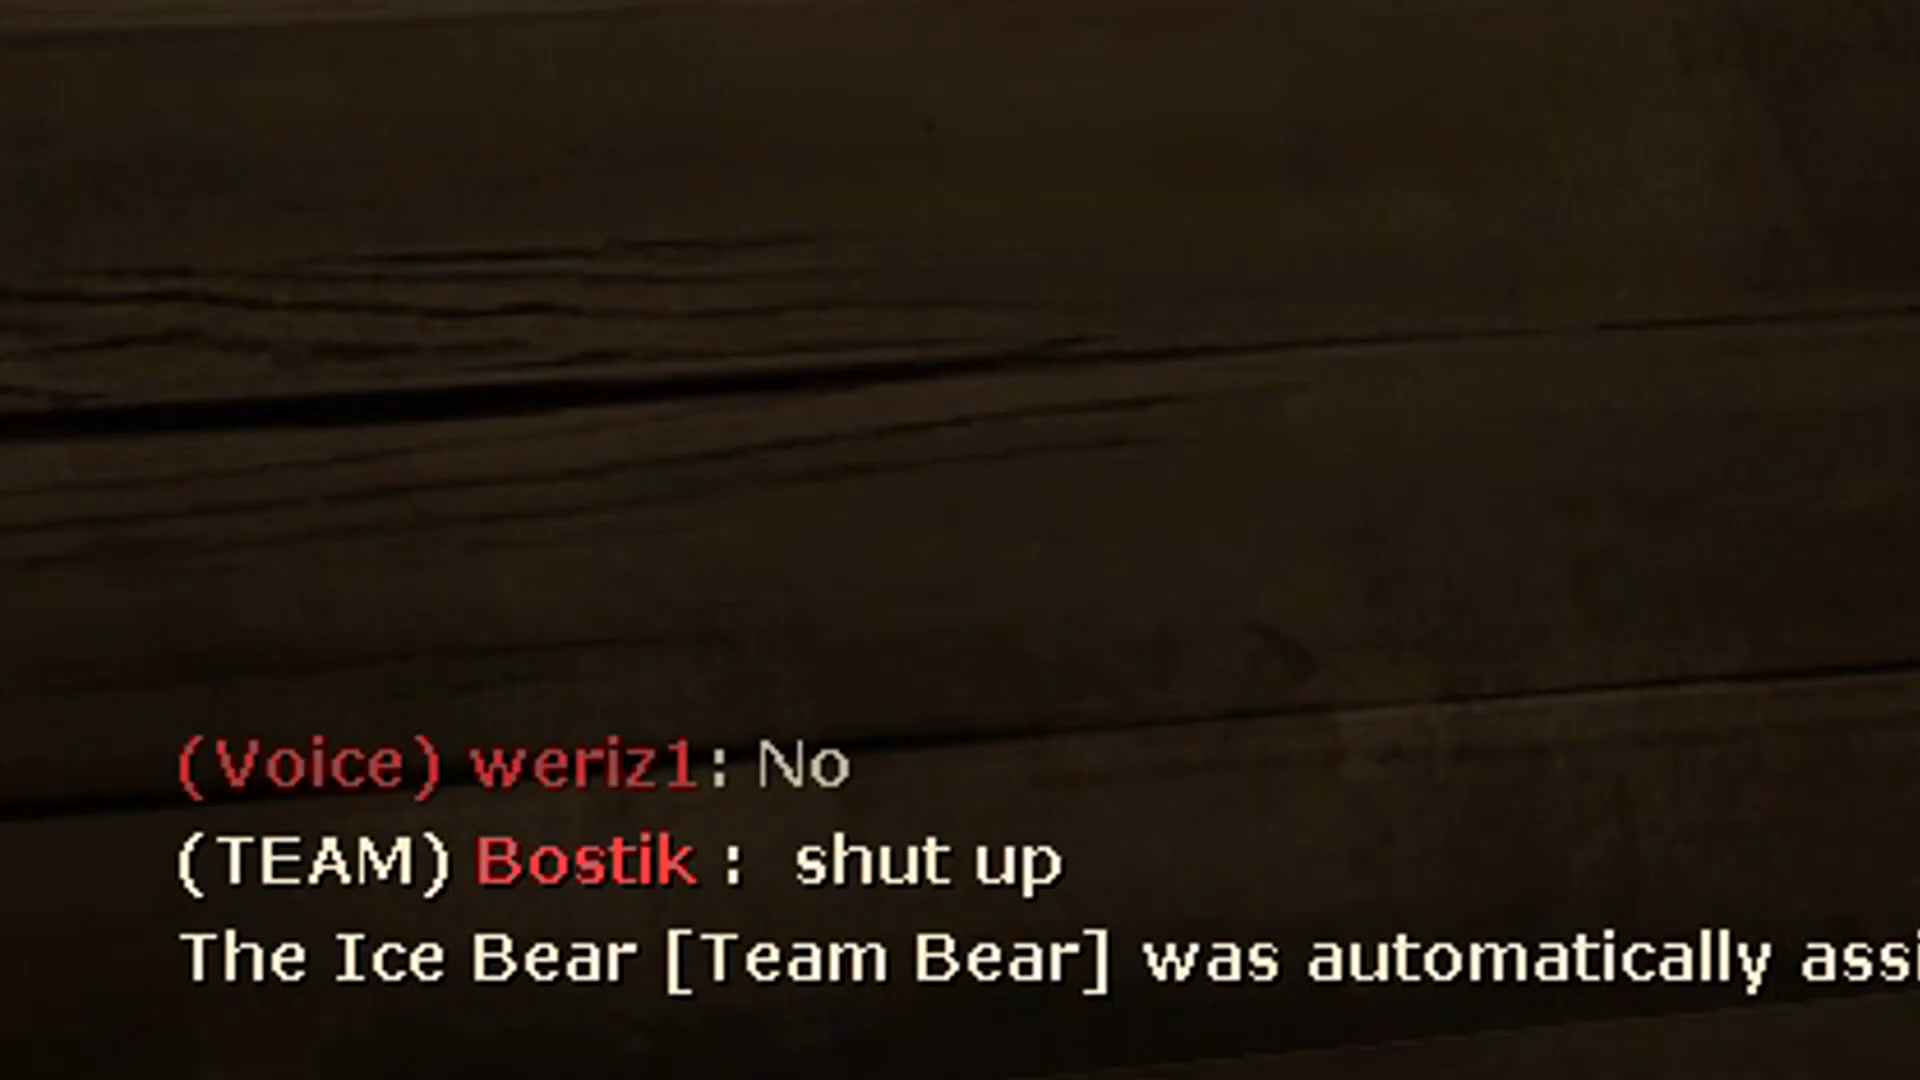 (Voice) weriz1: No
(TEAM) Bostik :  shut up
The Ice Bear [Team Bear] was automatically